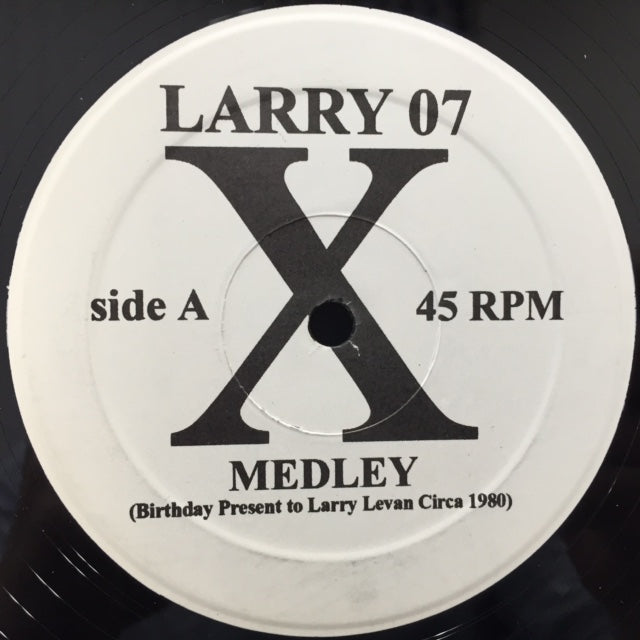 LARRY 07
X
side A
45 RPM
MEDLEY
(Birthday Present to Larry Levan Circa 1980)